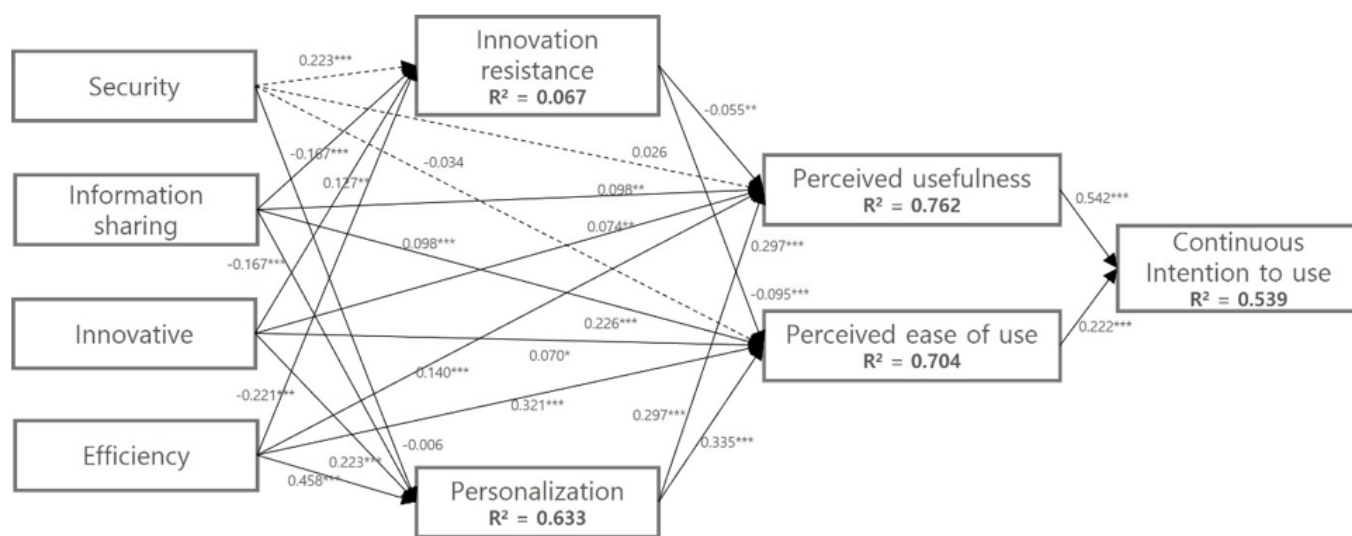 Security
Information
sharing
Innovative
Efficiency
Innovation
resistance
R² = 0.067
Personalization
R² = 0.633
Perceived usefulness
R² = 0.762
Perceived ease of use
R² = 0.704
Continuous
Intention to use
R² = 0.539
0.223***
-0.055**
-0.167***
-0.034
0.026
0.127**
0.098**
0.542***
0.074**
0.098***
0.297***
-0.167***
-0.095***
0.226***
0.222***
0.070*
0.140***
-0.221***
0.321***
0.297***
0.335***
-0.006
0.223***
0.458***